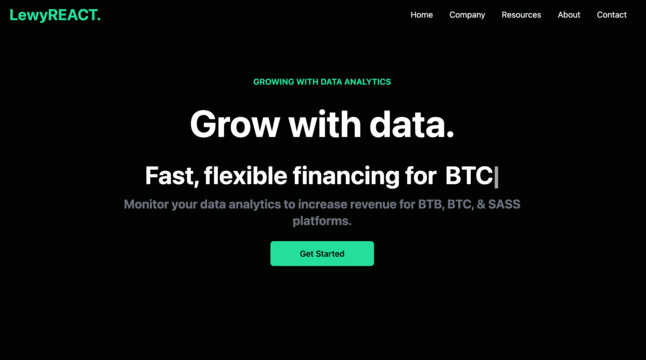 LewyREACT.
Home Company Resources About Contact
GROWING WITH DATA ANALYTICS
Grow with data.
Fast, flexible financing for BTC|
Monitor your data analytics to increase revenue for BTB, BTC, & SASS
platforms.
Get Started